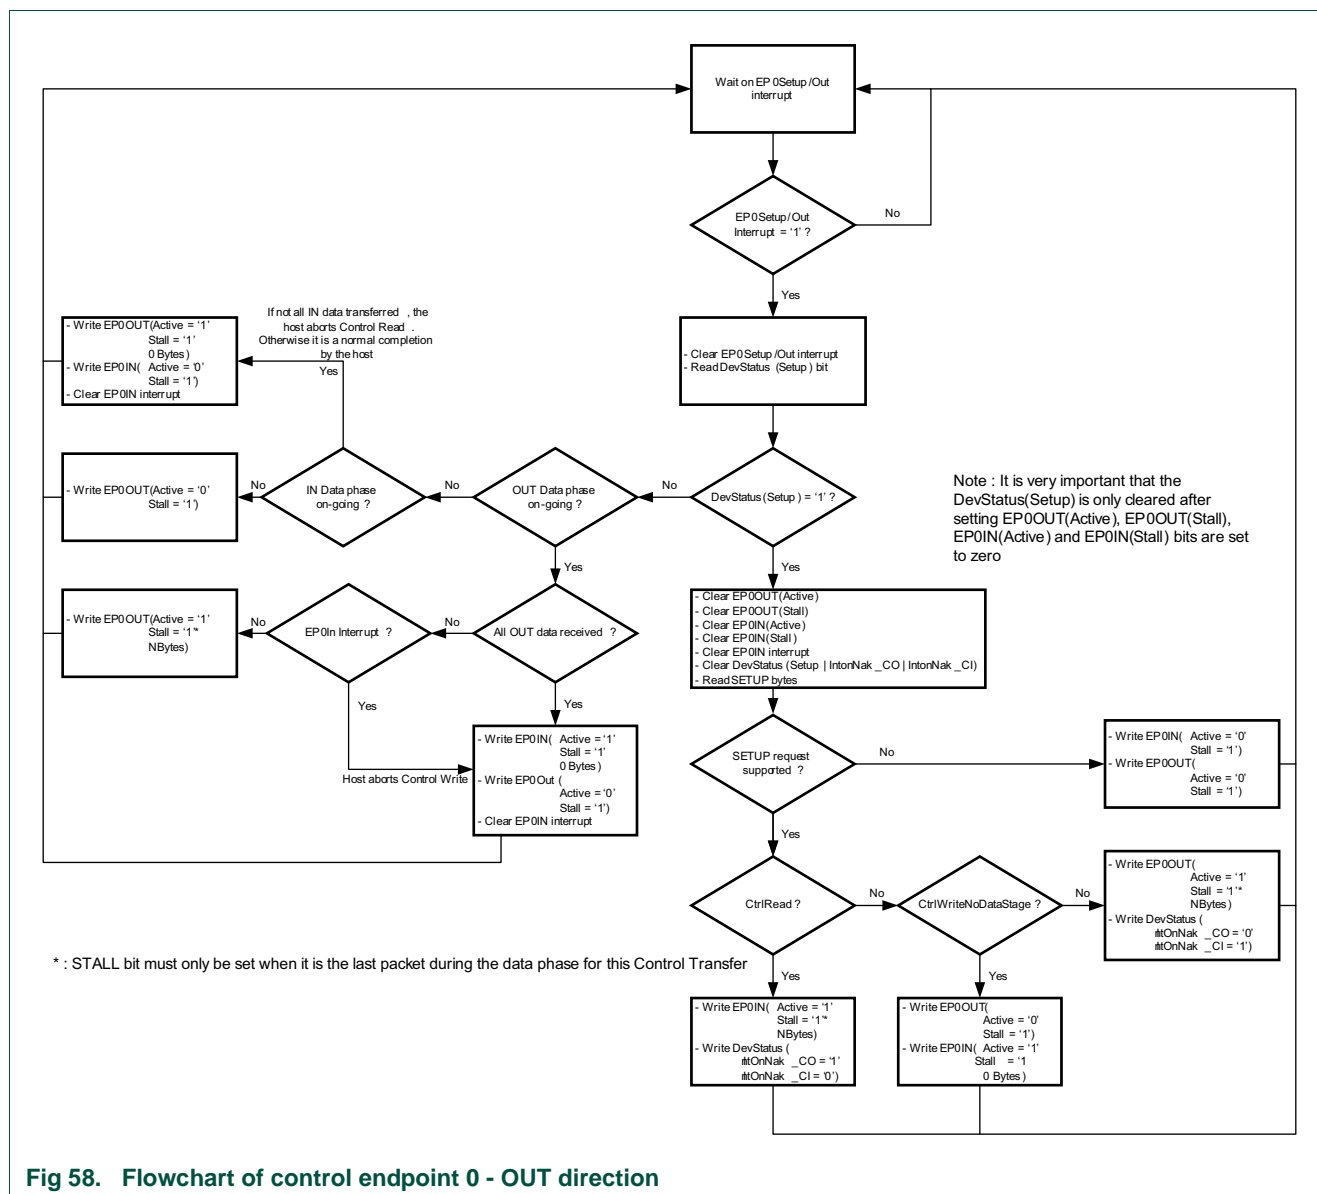 Wait on EP0Setup/Out
interrupt
EP0Setup/Out
Interrupt = '1' ?
No
Yes
- Clear EP0Setup/Out interrupt
- Read DevStatus (Setup) bit
If not all IN data transferred , the
host aborts Control Read .
Otherwise it is a normal completion
by the host
Yes
- Write EP0OUT(Active = '1'
Stall = '1'
0 Bytes)
- Write EP0IN( Active = '0'
Stall = '1')
- Clear EP0IN interrupt
DevStatus(Setup) = '1' ?
No
OUT Data phase
on-going ?
No
IN Data phase
on-going ?
No
- Write EP0OUT(Active = '0'
Stall = '1')
Note : It is very important that the
DevStatus(Setup) is only cleared after
setting EP0OUT(Active), EP0OUT(Stall),
EP0IN(Active) and EP0IN(Stall) bits are set
to zero
Yes
Yes
- Clear EP0OUT(Active)
- Clear EP0OUT(Stall)
- Clear EP0IN(Active)
- Clear EP0IN(Stall)
- Clear EP0IN interrupt
- Clear DevStatus (Setup | IntonNak_CO | IntonNak_CI)
- Read SETUP bytes
All OUT data received ?
No
EP0In Interrupt ?
No
- Write EP0OUT(Active = '1'
Stall = '1'*
NBytes)
Yes
Yes
Host aborts Control Write
- Write EP0IN( Active = '1'
Stall = '1'
0 Bytes)
- Write EP0Out (
Active = '0'
Stall = '1')
- Clear EP0IN interrupt
SETUP request
supported ?
No
- Write EP0IN( Active = '0'
Stall = '1')
- Write EP0OUT(
Active = '0'
Stall = '1')
Yes
CtrlRead ?
No
CtrlWriteNoDataStage ?
No
- Write EP0OUT(
Active = '1'
Stall = '1'*
NBytes)
- Write DevStatus (
IntOnNak _CO = '0'
IntOnNak _CI = '1')
* : STALL bit must only be set when it is the last packet during the data phase for this Control Transfer
Yes
Yes
- Write EP0IN( Active = '1'
Stall = '1'*
NBytes)
- Write DevStatus (
IntOnNak _CO = '1'
IntOnNak _CI = '0')
- Write EP0OUT(
Active = '0'
Stall = '1')
- Write EP0IN( Active = '1'
Stall = '1
0 Bytes)
Fig 58. Flowchart of control endpoint 0 - OUT direction